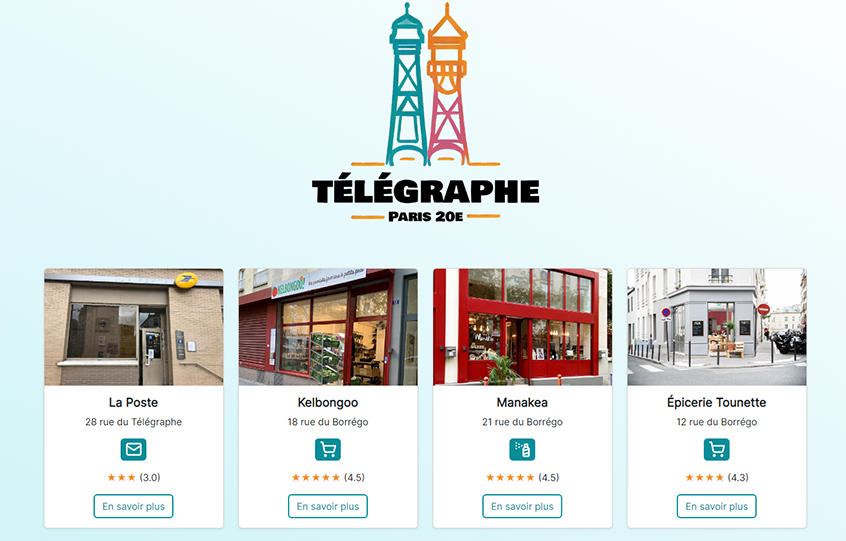 TÉLÉGRAPHE
PARIS 20E
KELBONGOO!
La Poste
28 rue du Télégraphe
★★★ (3.0)
En savoir plus
Kelbongoo
18 rue du Borrégo
★★★★★ (4.5)
En savoir plus
Manakea
21 rue du Borrégo
★★★★★ (4.5)
En savoir plus
Épicerie Tounette
12 rue du Borrégo
★★★★ (4.3)
En savoir plus